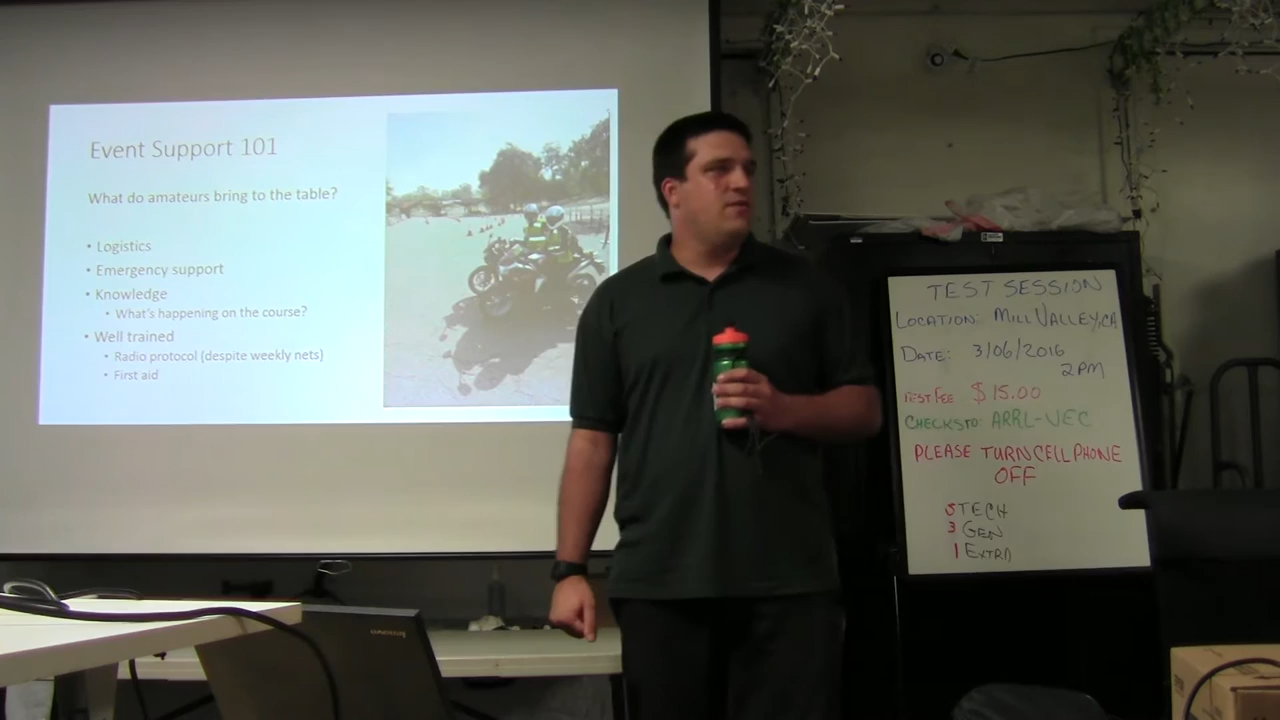 Event Support 101
What do amateurs bring to the table?
• Logistics
• Emergency support
• Knowledge
• What's happening on the course?
• Well trained
• Radio protocol (despite weekly nets)
• First aid
TEST SESSION
LOCATION: MILL VALLEY, CA
DATE: 3/06/2016
2PM
TEST FEE $15.00
CHECKS TO: ARRL-VEC
PLEASE TURN CELL PHONE
OFF
5 TECH
3 GEN
1 EXTRA
lenovo